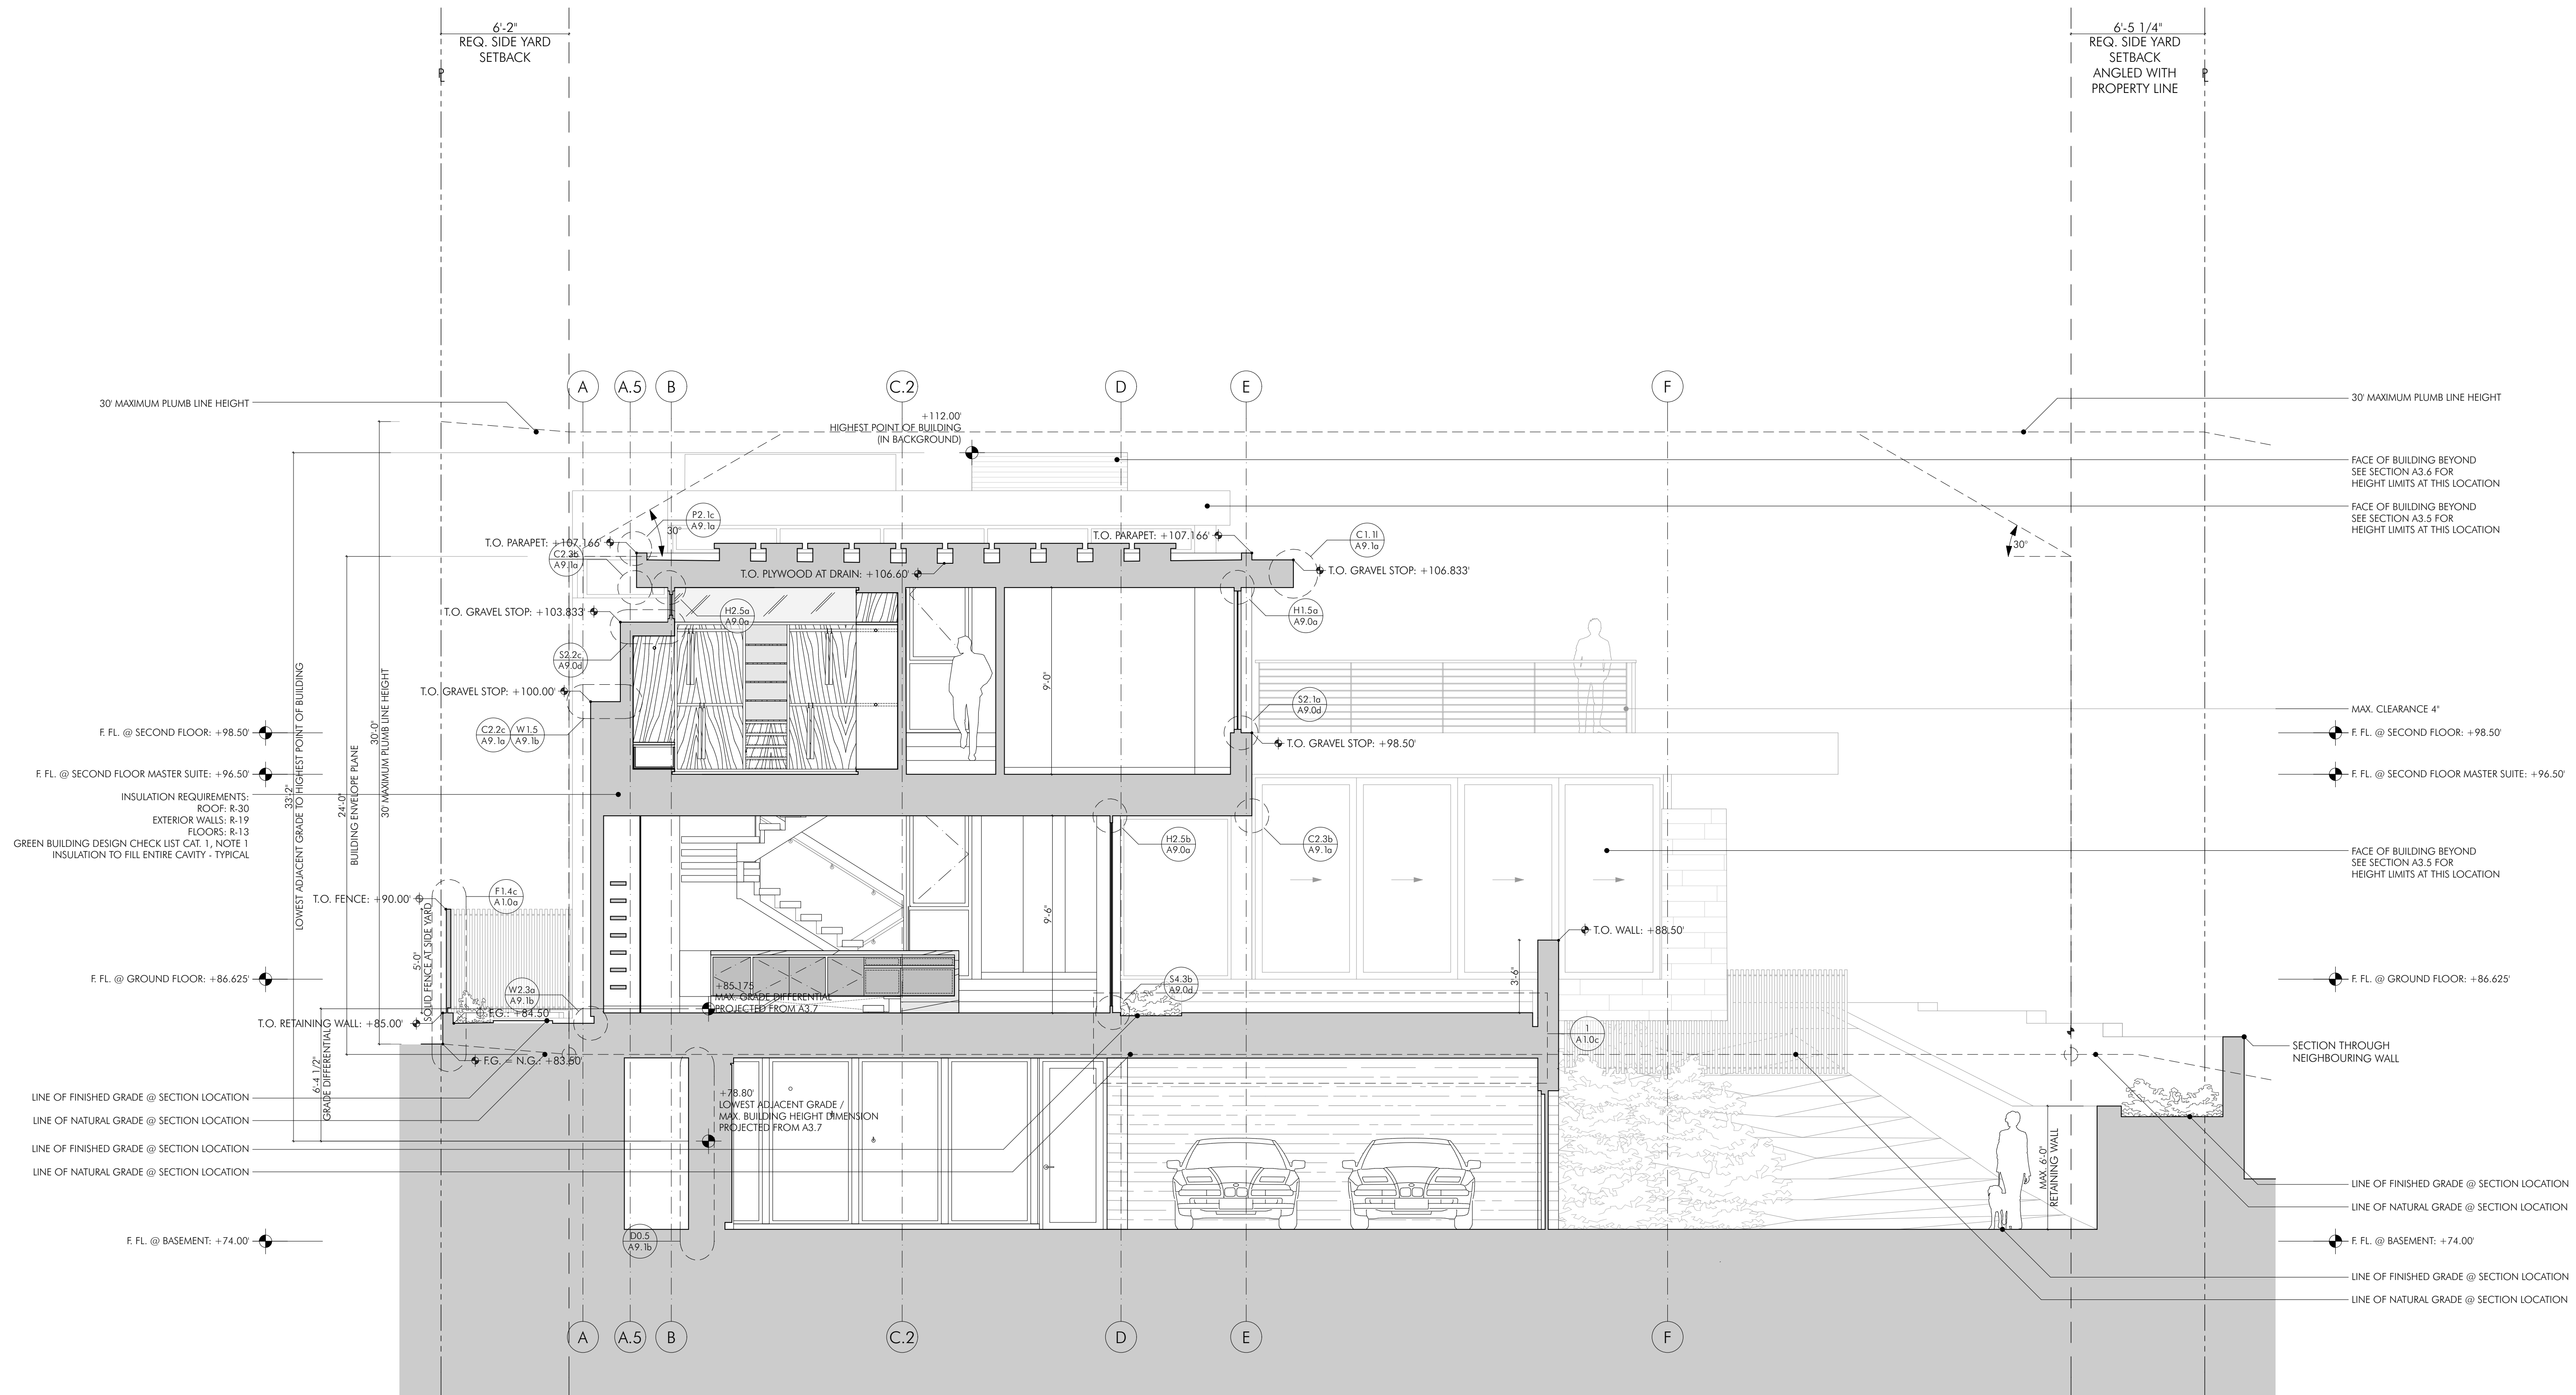 6'-2"
REQ. SIDE YARD
SETBACK
6'-5 1/4"
REQ. SIDE YARD
SETBACK
ANGLED WITH
PROPERTY LINE
A
A.5
B
C.2
D
E
F
30' MAXIMUM PLUMB LINE HEIGHT
30' MAXIMUM PLUMB LINE HEIGHT
+112.00'
HIGHEST POINT OF BUILDING
(IN BACKGROUND)
FACE OF BUILDING BEYOND
SEE SECTION A3.6 FOR
HEIGHT LIMITS AT THIS LOCATION
FACE OF BUILDING BEYOND
SEE SECTION A3.5 FOR
HEIGHT LIMITS AT THIS LOCATION
P2.1c
A9.1a
30°
30°
T.O. PARAPET: +107.166'
T.O. PARAPET: +107.166'
C1.1l
A9.1a
C2.3b
A9.1a
T.O. PLYWOOD AT DRAIN: +106.60'
T.O. GRAVEL STOP: +106.833'
T.O. GRAVEL STOP: +103.833'
H2.5a
A9.0a
H1.5a
A9.0a
S2.2c
A9.0d
T.O. GRAVEL STOP: +100.00'
9'-0"
S2.1a
A9.0d
MAX. CLEARANCE 4"
C2.2c
A9.1a
W1.5
A9.1b
F. FL. @ SECOND FLOOR: +98.50'
T.O. GRAVEL STOP: +98.50'
F. FL. @ SECOND FLOOR: +98.50'
F. FL. @ SECOND FLOOR MASTER SUITE: +96.50'
F. FL. @ SECOND FLOOR MASTER SUITE: +96.50'
INSULATION REQUIREMENTS:
ROOF: R-30
EXTERIOR WALLS: R-19
FLOORS: R-13
GREEN BUILDING DESIGN CHECK LIST CAT. 1, NOTE 1
INSULATION TO FILL ENTIRE CAVITY - TYPICAL
33'-2"
LOWEST ADJACENT GRADE TO HIGHEST POINT OF BUILDING
24'-0"
BUILDING ENVELOPE PLANE
30'-0"
30' MAXIMUM PLUMB LINE HEIGHT
H2.5b
A9.0a
C2.3b
A9.1a
FACE OF BUILDING BEYOND
SEE SECTION A3.5 FOR
HEIGHT LIMITS AT THIS LOCATION
F1.4c
A1.0a
T.O. FENCE: +90.00'
5'-0"
SOLID FENCE AT SIDE YARD
9'-6"
T.O. WALL: +88.50'
3'-6"
F. FL. @ GROUND FLOOR: +86.625'
F. FL. @ GROUND FLOOR: +86.625'
W2.3a
A9.1b
S4.3b
A9.0d
+85.175
MAX. GRADE DIFFERENTIAL
PROJECTED FROM A3.7
F.G.: +84.50'
T.O. RETAINING WALL: +85.00'
1
A1.0c
F.G. = N.G.: +83.50'
6'-4 1/2"
GRADE DIFFERENTIAL
SECTION THROUGH
NEIGHBOURING WALL
+78.80'
LOWEST ADJACENT GRADE /
MAX. BUILDING HEIGHT DIMENSION
PROJECTED FROM A3.7
LINE OF FINISHED GRADE @ SECTION LOCATION
LINE OF NATURAL GRADE @ SECTION LOCATION
LINE OF FINISHED GRADE @ SECTION LOCATION
LINE OF NATURAL GRADE @ SECTION LOCATION
MAX. 6'-0"
RETAINING WALL
LINE OF FINISHED GRADE @ SECTION LOCATION
LINE OF NATURAL GRADE @ SECTION LOCATION
D0.5
A9.1b
F. FL. @ BASEMENT: +74.00'
F. FL. @ BASEMENT: +74.00'
LINE OF FINISHED GRADE @ SECTION LOCATION
LINE OF NATURAL GRADE @ SECTION LOCATION
A
A.5
B
C.2
D
E
F